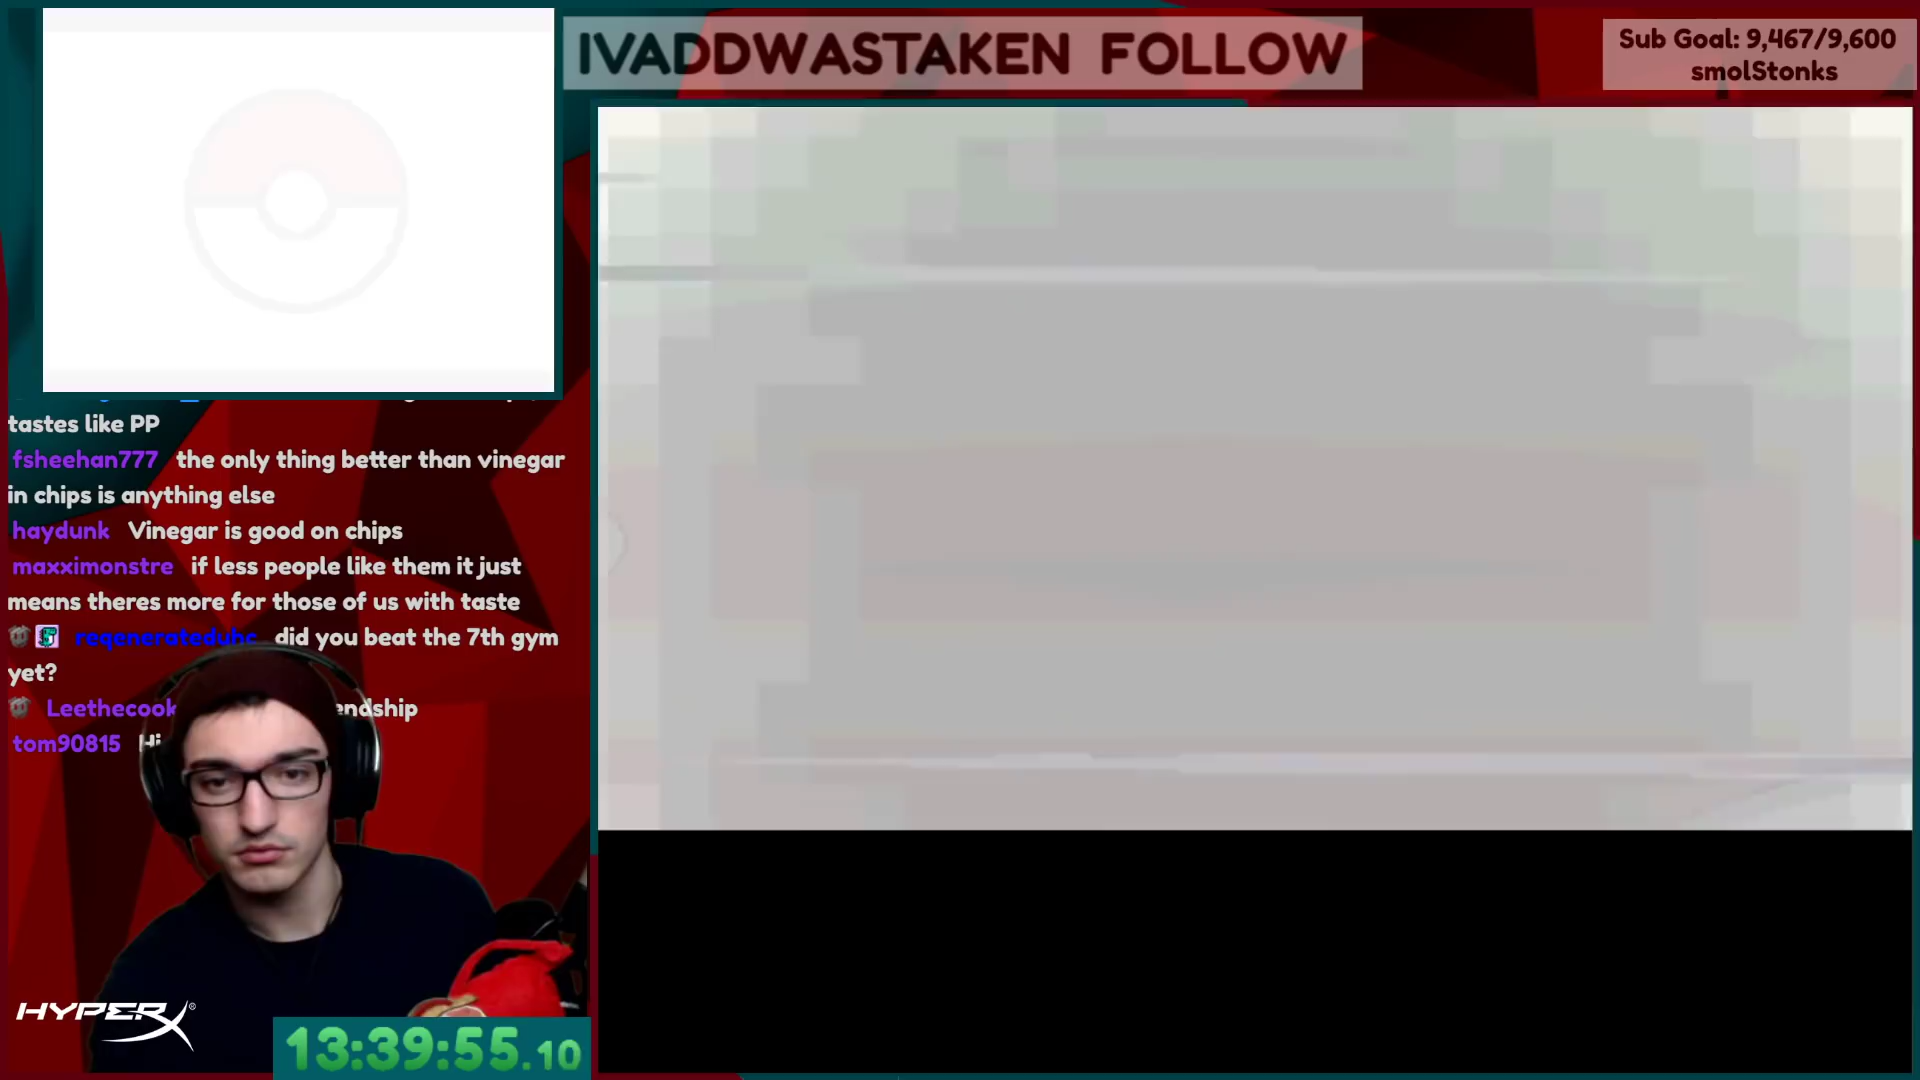 IVADDWASTAKEN FOLLOW
Sub Goal: 9,467/9,600
smolStonks
tastes like PP
fsheehan777 the only thing better than vinegar
in chips is anything else
haydunk Vinegar is good on chips
maxximonstre if less people like them it just
means theres more for those of us with taste
regenerateduhc did you beat the 7th gym
yet?
Leethecook endship
tom90815 Hi
HYPERX®
13:39:55.10